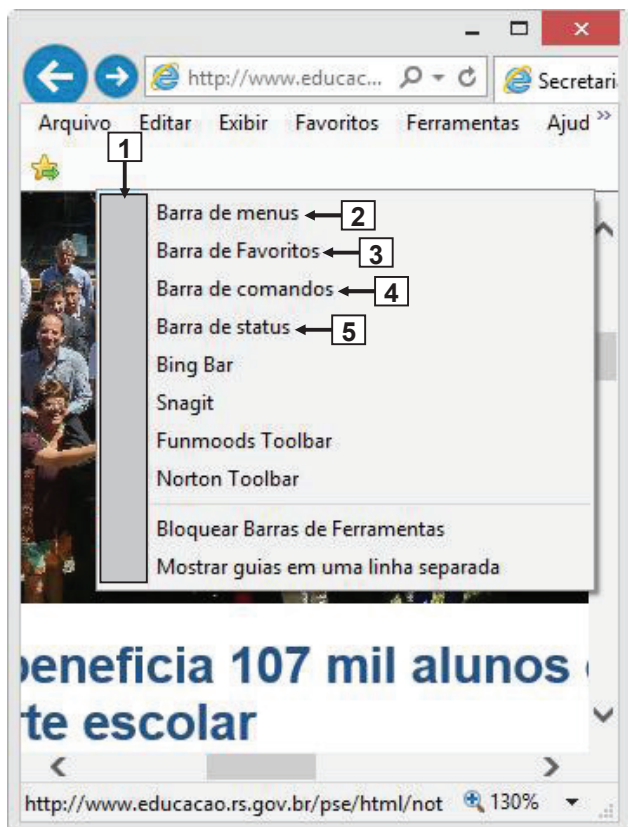 http://www.educac...
Secretari
Arquivo Editar Exibir Favoritos Ferramentas Ajud »
1
Barra de menus 2
Barra de Favoritos 3
Barra de comandos 4
Barra de status 5
Bing Bar
Snagit
Funmoods Toolbar
Norton Toolbar
Bloquear Barras de Ferramentas
Mostrar guias em uma linha separada
beneficia 107 mil alunos
te escolar
http://www.educacao.rs.gov.br/pse/html/not 130%